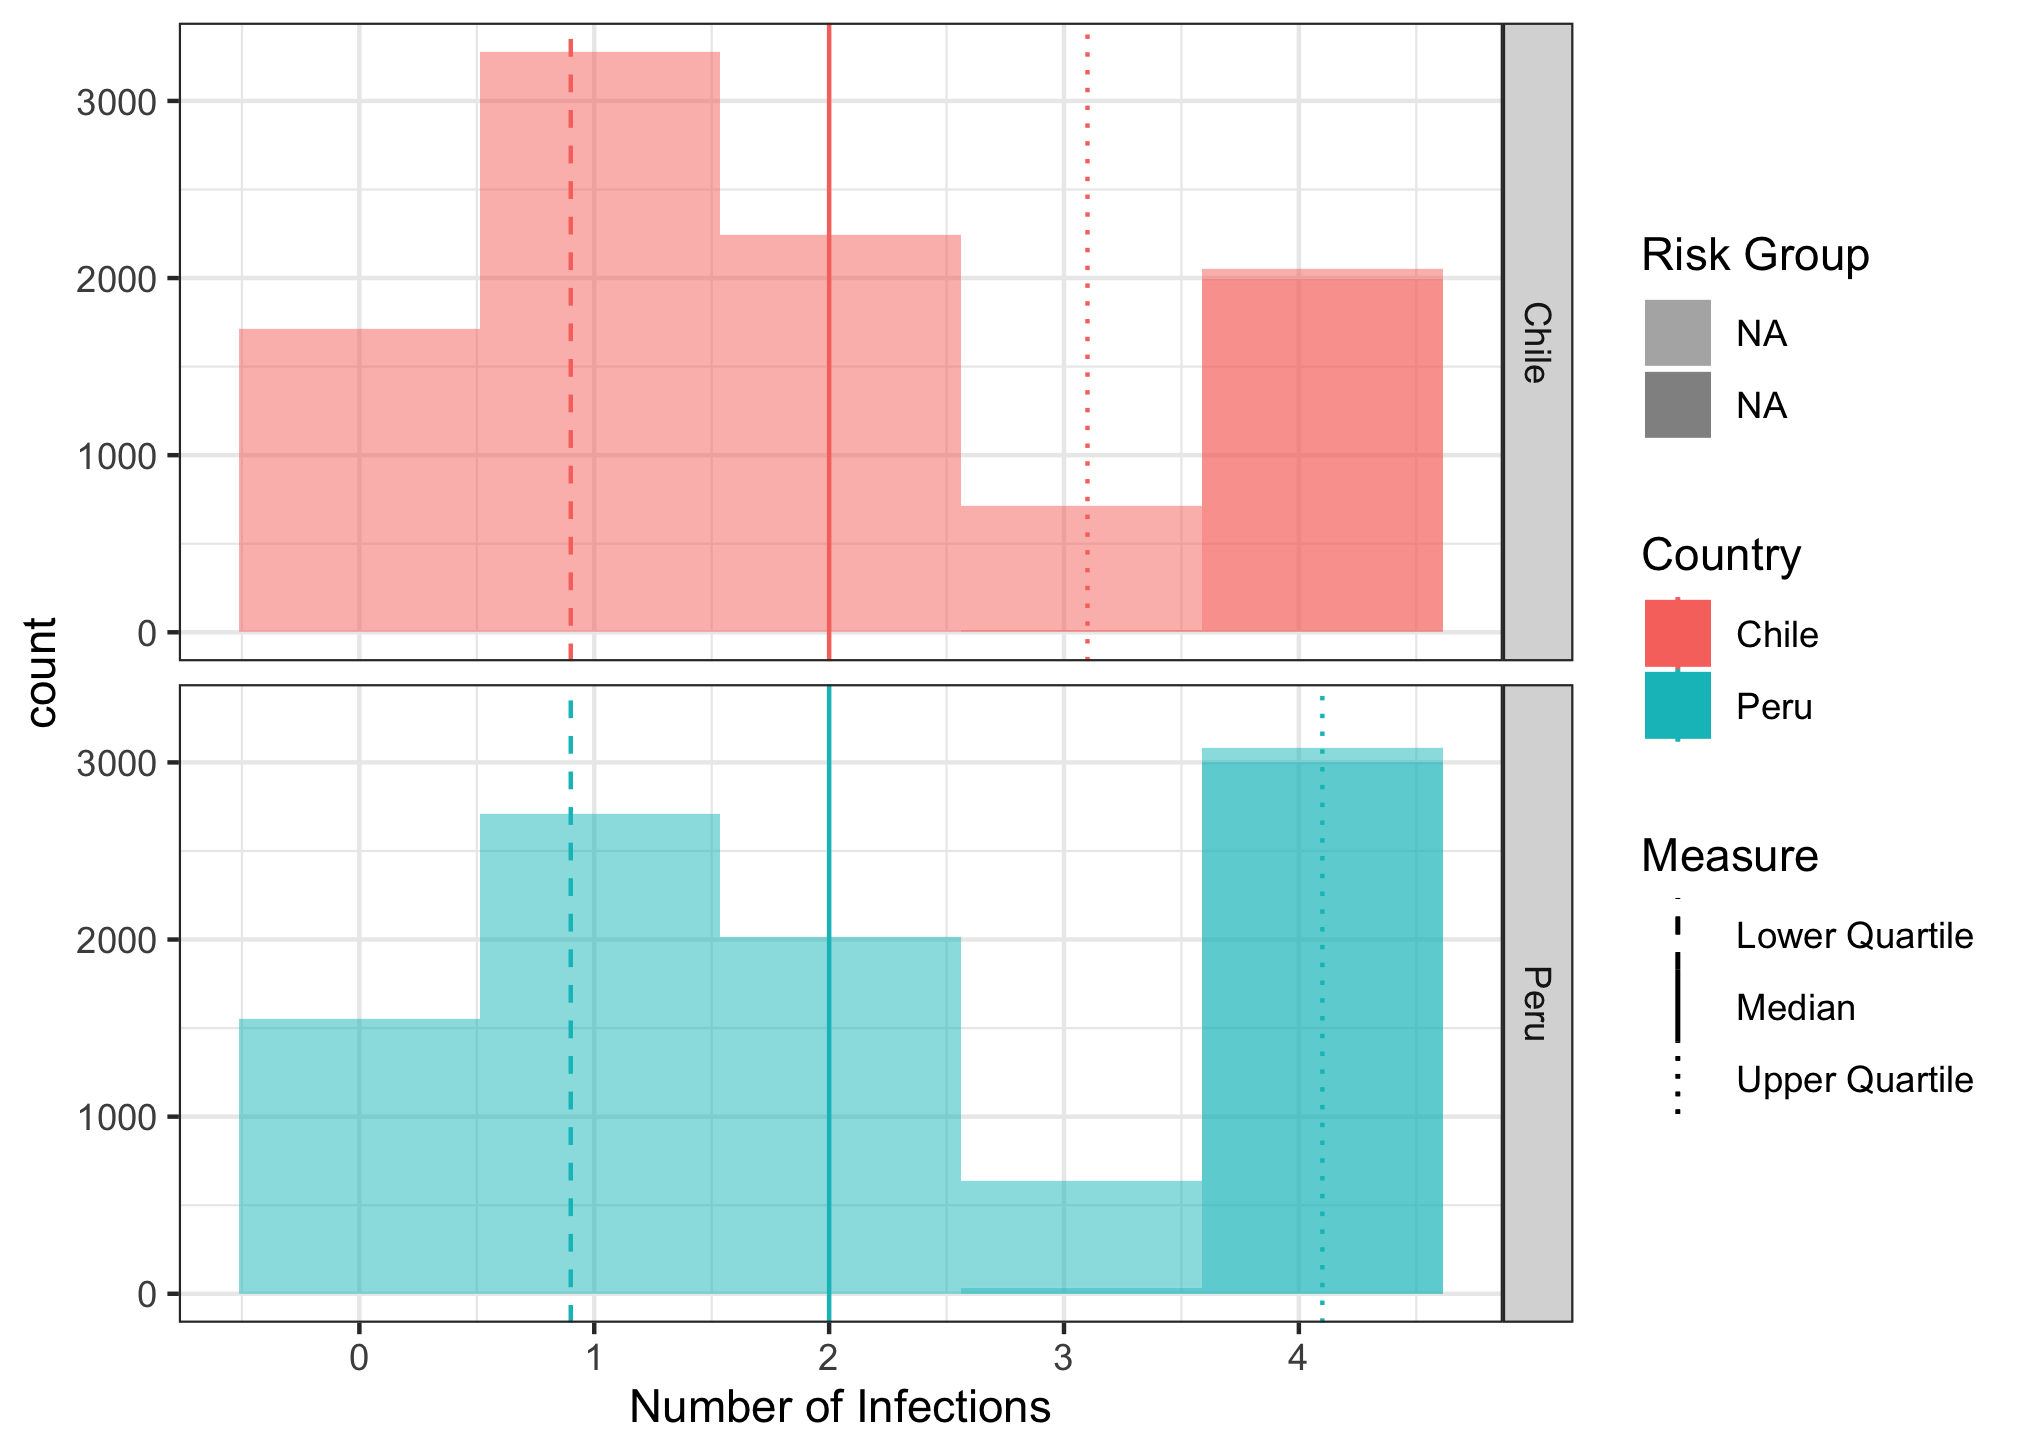 count
3000
2000
1000
0
Chile
3000
2000
1000
0
Peru
0 1 2 3 4
Number of Infections
Risk Group
NA
NA
Country
Chile
Peru
Measure
Lower Quartile
Median
Upper Quartile